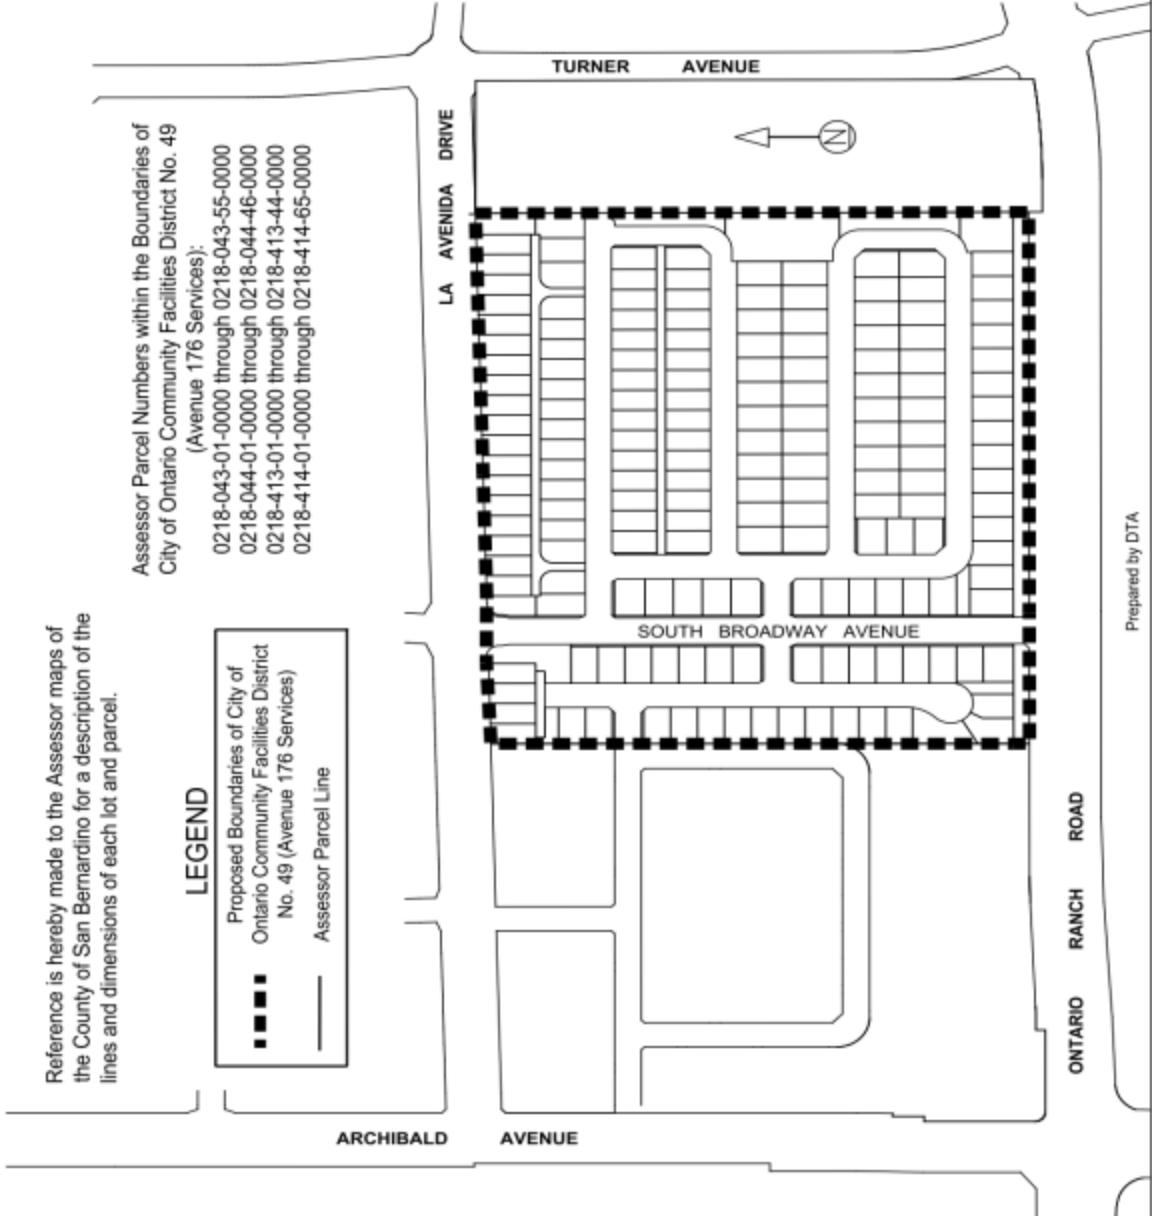 Reference is hereby made to the Assessor maps of
the County of San Bernardino for a description of the
lines and dimensions of each lot and parcel.
Assessor Parcel Numbers within the Boundaries of
City of Ontario Community Facilities District No. 49
(Avenue 176 Services):
0218-043-01-0000 through 0218-043-55-0000
0218-044-01-0000 through 0218-044-46-0000
0218-413-01-0000 through 0218-413-44-0000
0218-414-01-0000 through 0218-414-65-0000
LEGEND
Proposed Boundaries of City of
Ontario Community Facilities District
No. 49 (Avenue 176 Services)
Assessor Parcel Line
TURNER AVENUE
LA AVENIDA DRIVE
N
SOUTH BROADWAY AVENUE
ARCHIBALD AVENUE
ONTARIO RANCH ROAD
Prepared by DTA